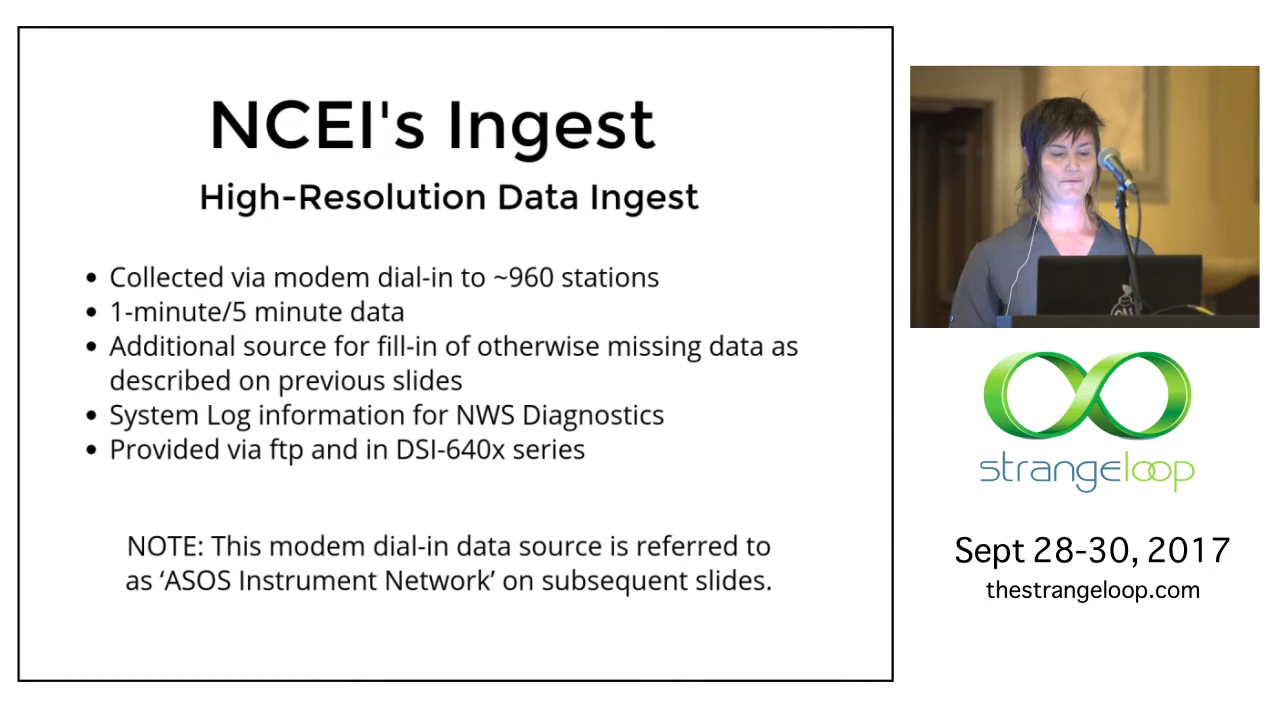 NCEI's Ingest
High-Resolution Data Ingest
• Collected via modem dial-in to ~960 stations
• 1-minute/5 minute data
• Additional source for fill-in of otherwise missing data as
described on previous slides
• System Log information for NWS Diagnostics
• Provided via ftp and in DSI-640x series
NOTE: This modem dial-in data source is referred to
as ‘ASOS Instrument Network’ on subsequent slides.
strangeloop
Sept 28-30, 2017
thestrangeloop.com